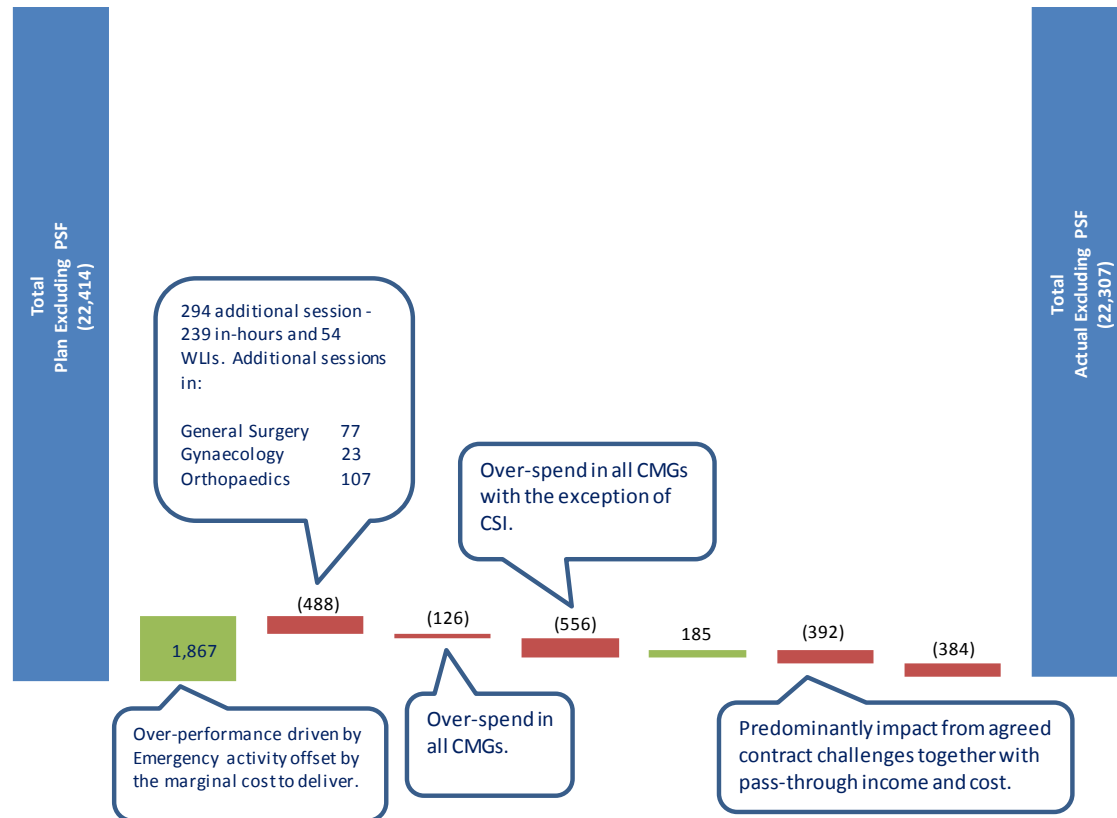 Total
Plan Excluding PSF
(22,414)
294 additional session -
239 in-hours and 54
WLIs. Additional sessions
in:
General Surgery 77
Gynaecology 23
Orthopaedics 107
Over-spend in all CMGs
with the exception of
CSI.
1,867
(488)
(126)
(556)
185
(392)
(384)
Over-performance driven by
Emergency activity offset by
the marginal cost to deliver.
Over-spend in
all CMGs.
Predominantly impact from agreed
contract challenges together with
pass-through income and cost.
Total
Actual Excluding PSF
(22,307)